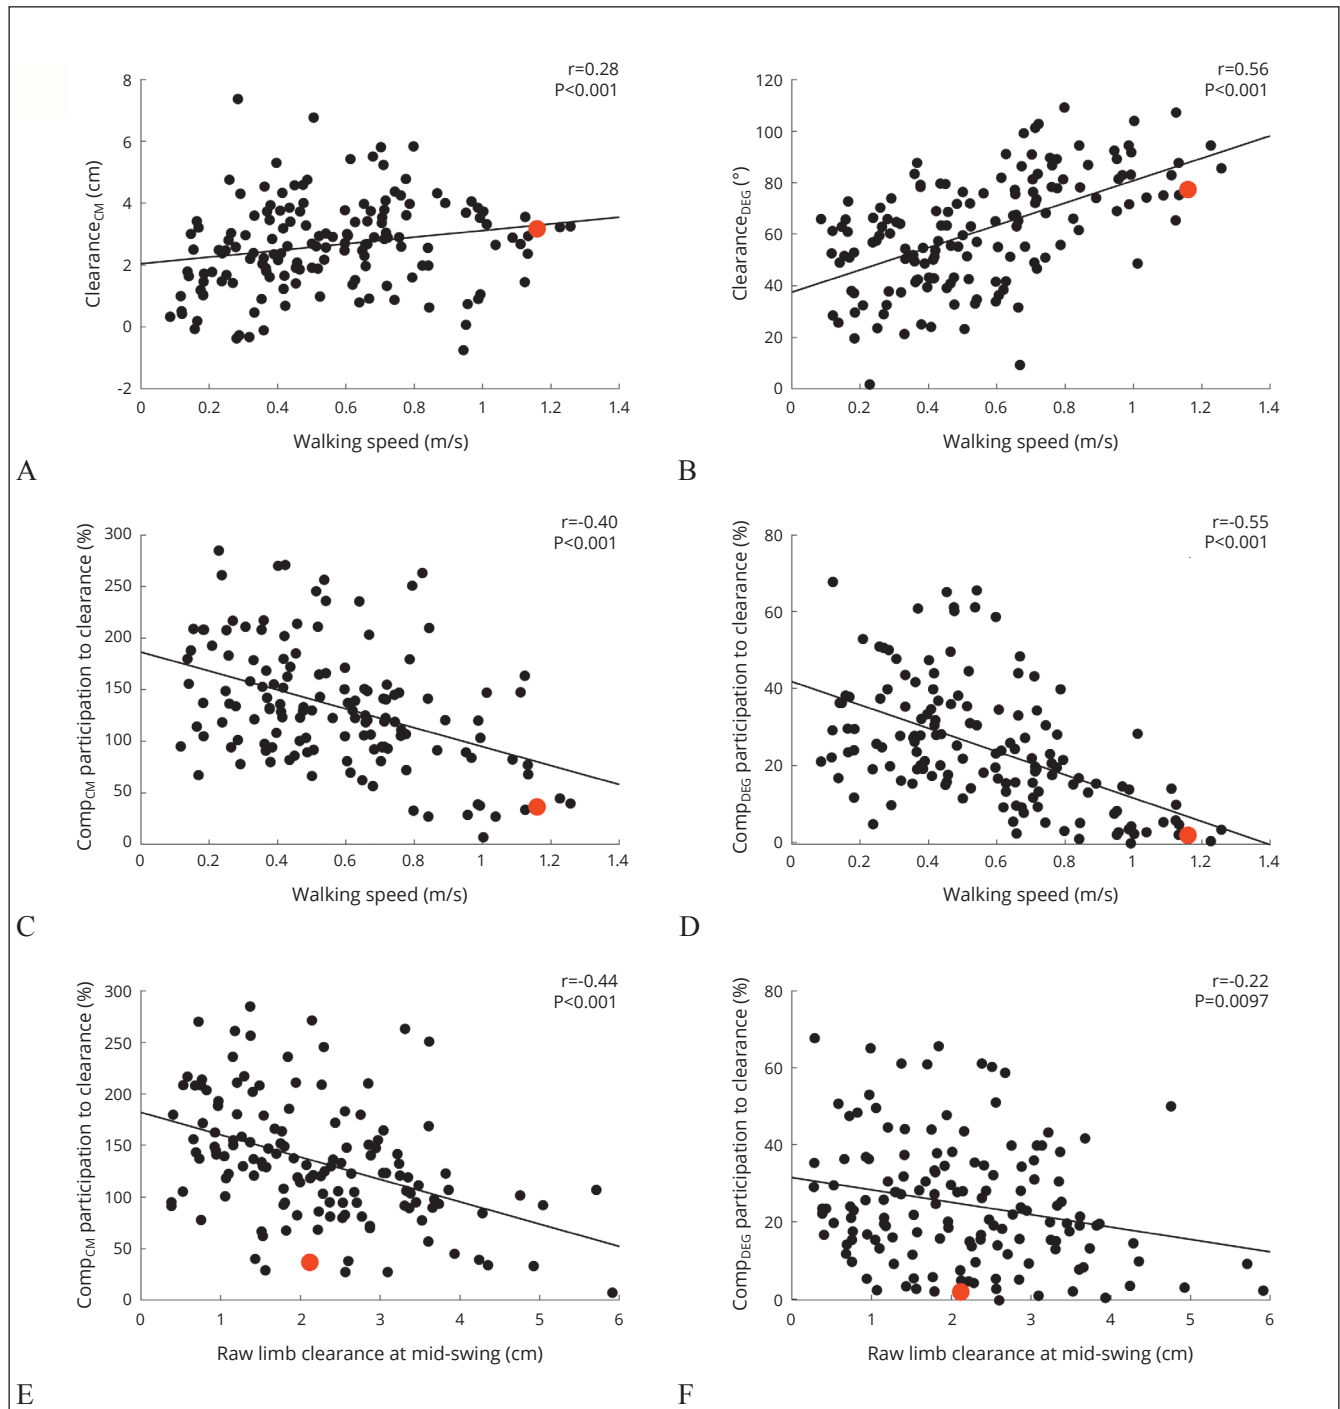 r=0.28
P<0.001
Clearance_CM (cm)
8
6
4
2
0
-2
0 0.2 0.4 0.6 0.8 1 1.2 1.4
Walking speed (m/s)
A
r=0.56
P<0.001
Clearance_DEG (°)
120
100
80
60
40
20
0
0 0.2 0.4 0.6 0.8 1 1.2 1.4
Walking speed (m/s)
B
r=-0.40
P<0.001
Comp_CM participation to clearance (%)
300
250
200
150
100
50
0
0 0.2 0.4 0.6 0.8 1 1.2 1.4
Walking speed (m/s)
C
r=-0.55
P<0.001
Comp_DEG participation to clearance (%)
80
60
40
20
0
0 0.2 0.4 0.6 0.8 1 1.2 1.4
Walking speed (m/s)
D
r=-0.44
P<0.001
Comp_CM participation to clearance (%)
300
250
200
150
100
50
0
0 1 2 3 4 5 6
Raw limb clearance at mid-swing (cm)
E
r=-0.22
P=0.0097
Comp_DEG participation to clearance (%)
80
60
40
20
0
0 1 2 3 4 5 6
Raw limb clearance at mid-swing (cm)
F